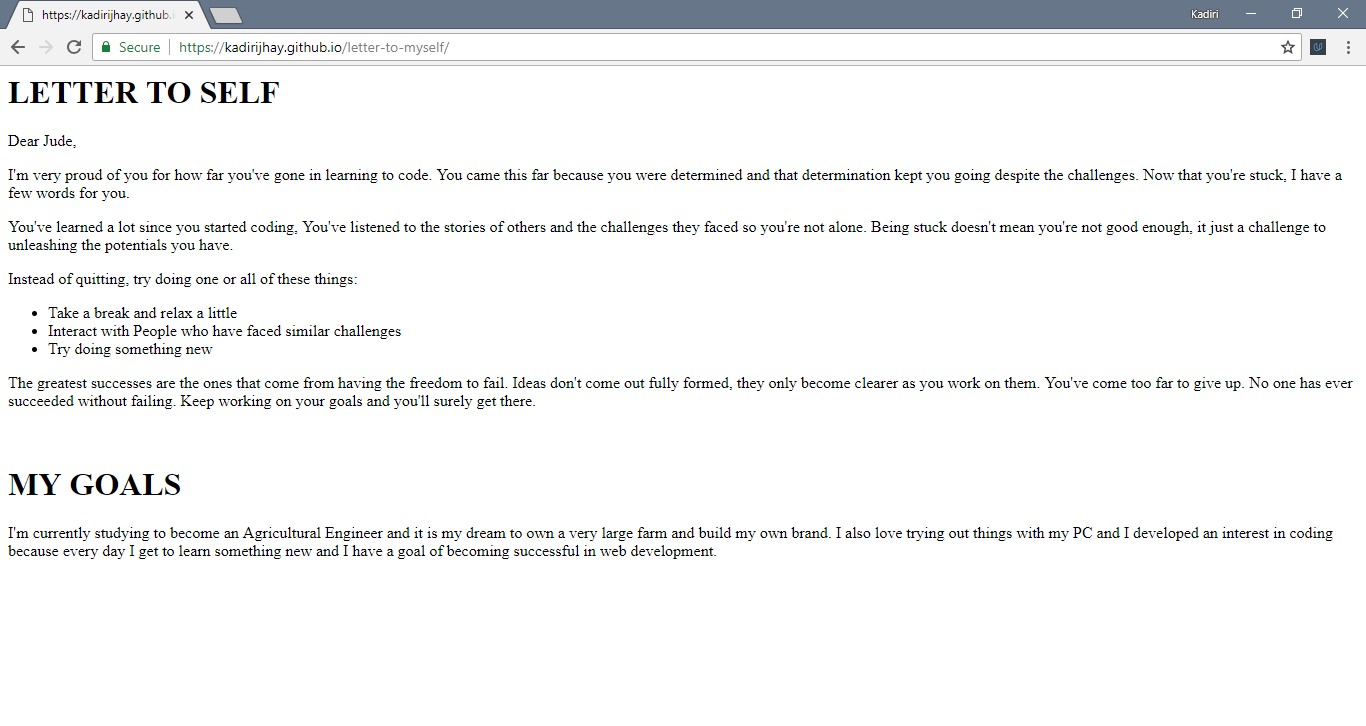 https://kadirijhay.github.i
Kadiri
Secure
https://kadirijhay.github.io/letter-to-myself/
LETTER TO SELF
Dear Jude,
I'm very proud of you for how far you've gone in learning to code. You came this far because you were determined and that determination kept you going despite the challenges. Now that you're stuck, I have a
few words for you.
You've learned a lot since you started coding, You've listened to the stories of others and the challenges they faced so you're not alone. Being stuck doesn't mean you're not good enough, it just a challenge to
unleashing the potentials you have.
Instead of quitting, try doing one or all of these things:
• Take a break and relax a little
• Interact with People who have faced similar challenges
• Try doing something new
The greatest successes are the ones that come from having the freedom to fail. Ideas don't come out fully formed, they only become clearer as you work on them. You've come too far to give up. No one has ever
succeeded without failing. Keep working on your goals and you'll surely get there.
MY GOALS
I'm currently studying to become an Agricultural Engineer and it is my dream to own a very large farm and build my own brand. I also love trying out things with my PC and I developed an interest in coding
because every day I get to learn something new and I have a goal of becoming successful in web development.